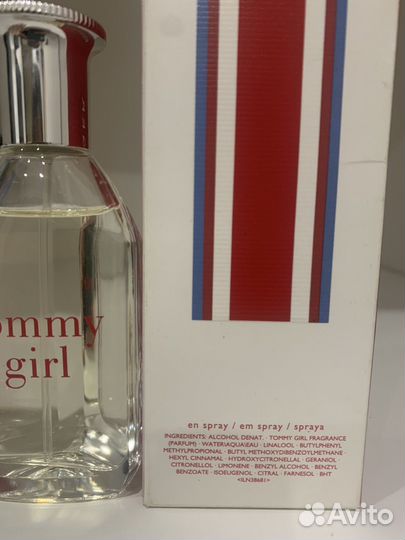 ommy
girl
en spray / em spray / spraya
INGREDIENTS: ALCOHOL DENAT. · TOMMY GIRL FRAGRANCE
(PARFUM) · WATER\AQUA\EAU · LINALOOL · BUTYLPHENYL
METHYLPROPIONAL · BUTYL METHOXYDIBENZOYLMETHANE ·
HEXYL CINNAMAL · HYDROXYCITRONELLAL · GERANIOL ·
CITRONELLOL · LIMONENE · BENZYL ALCOHOL · BENZYL
BENZOATE · ISOEUGENOL · CITRAL · FARNESOL · BHT
<ILN38681>
Avito